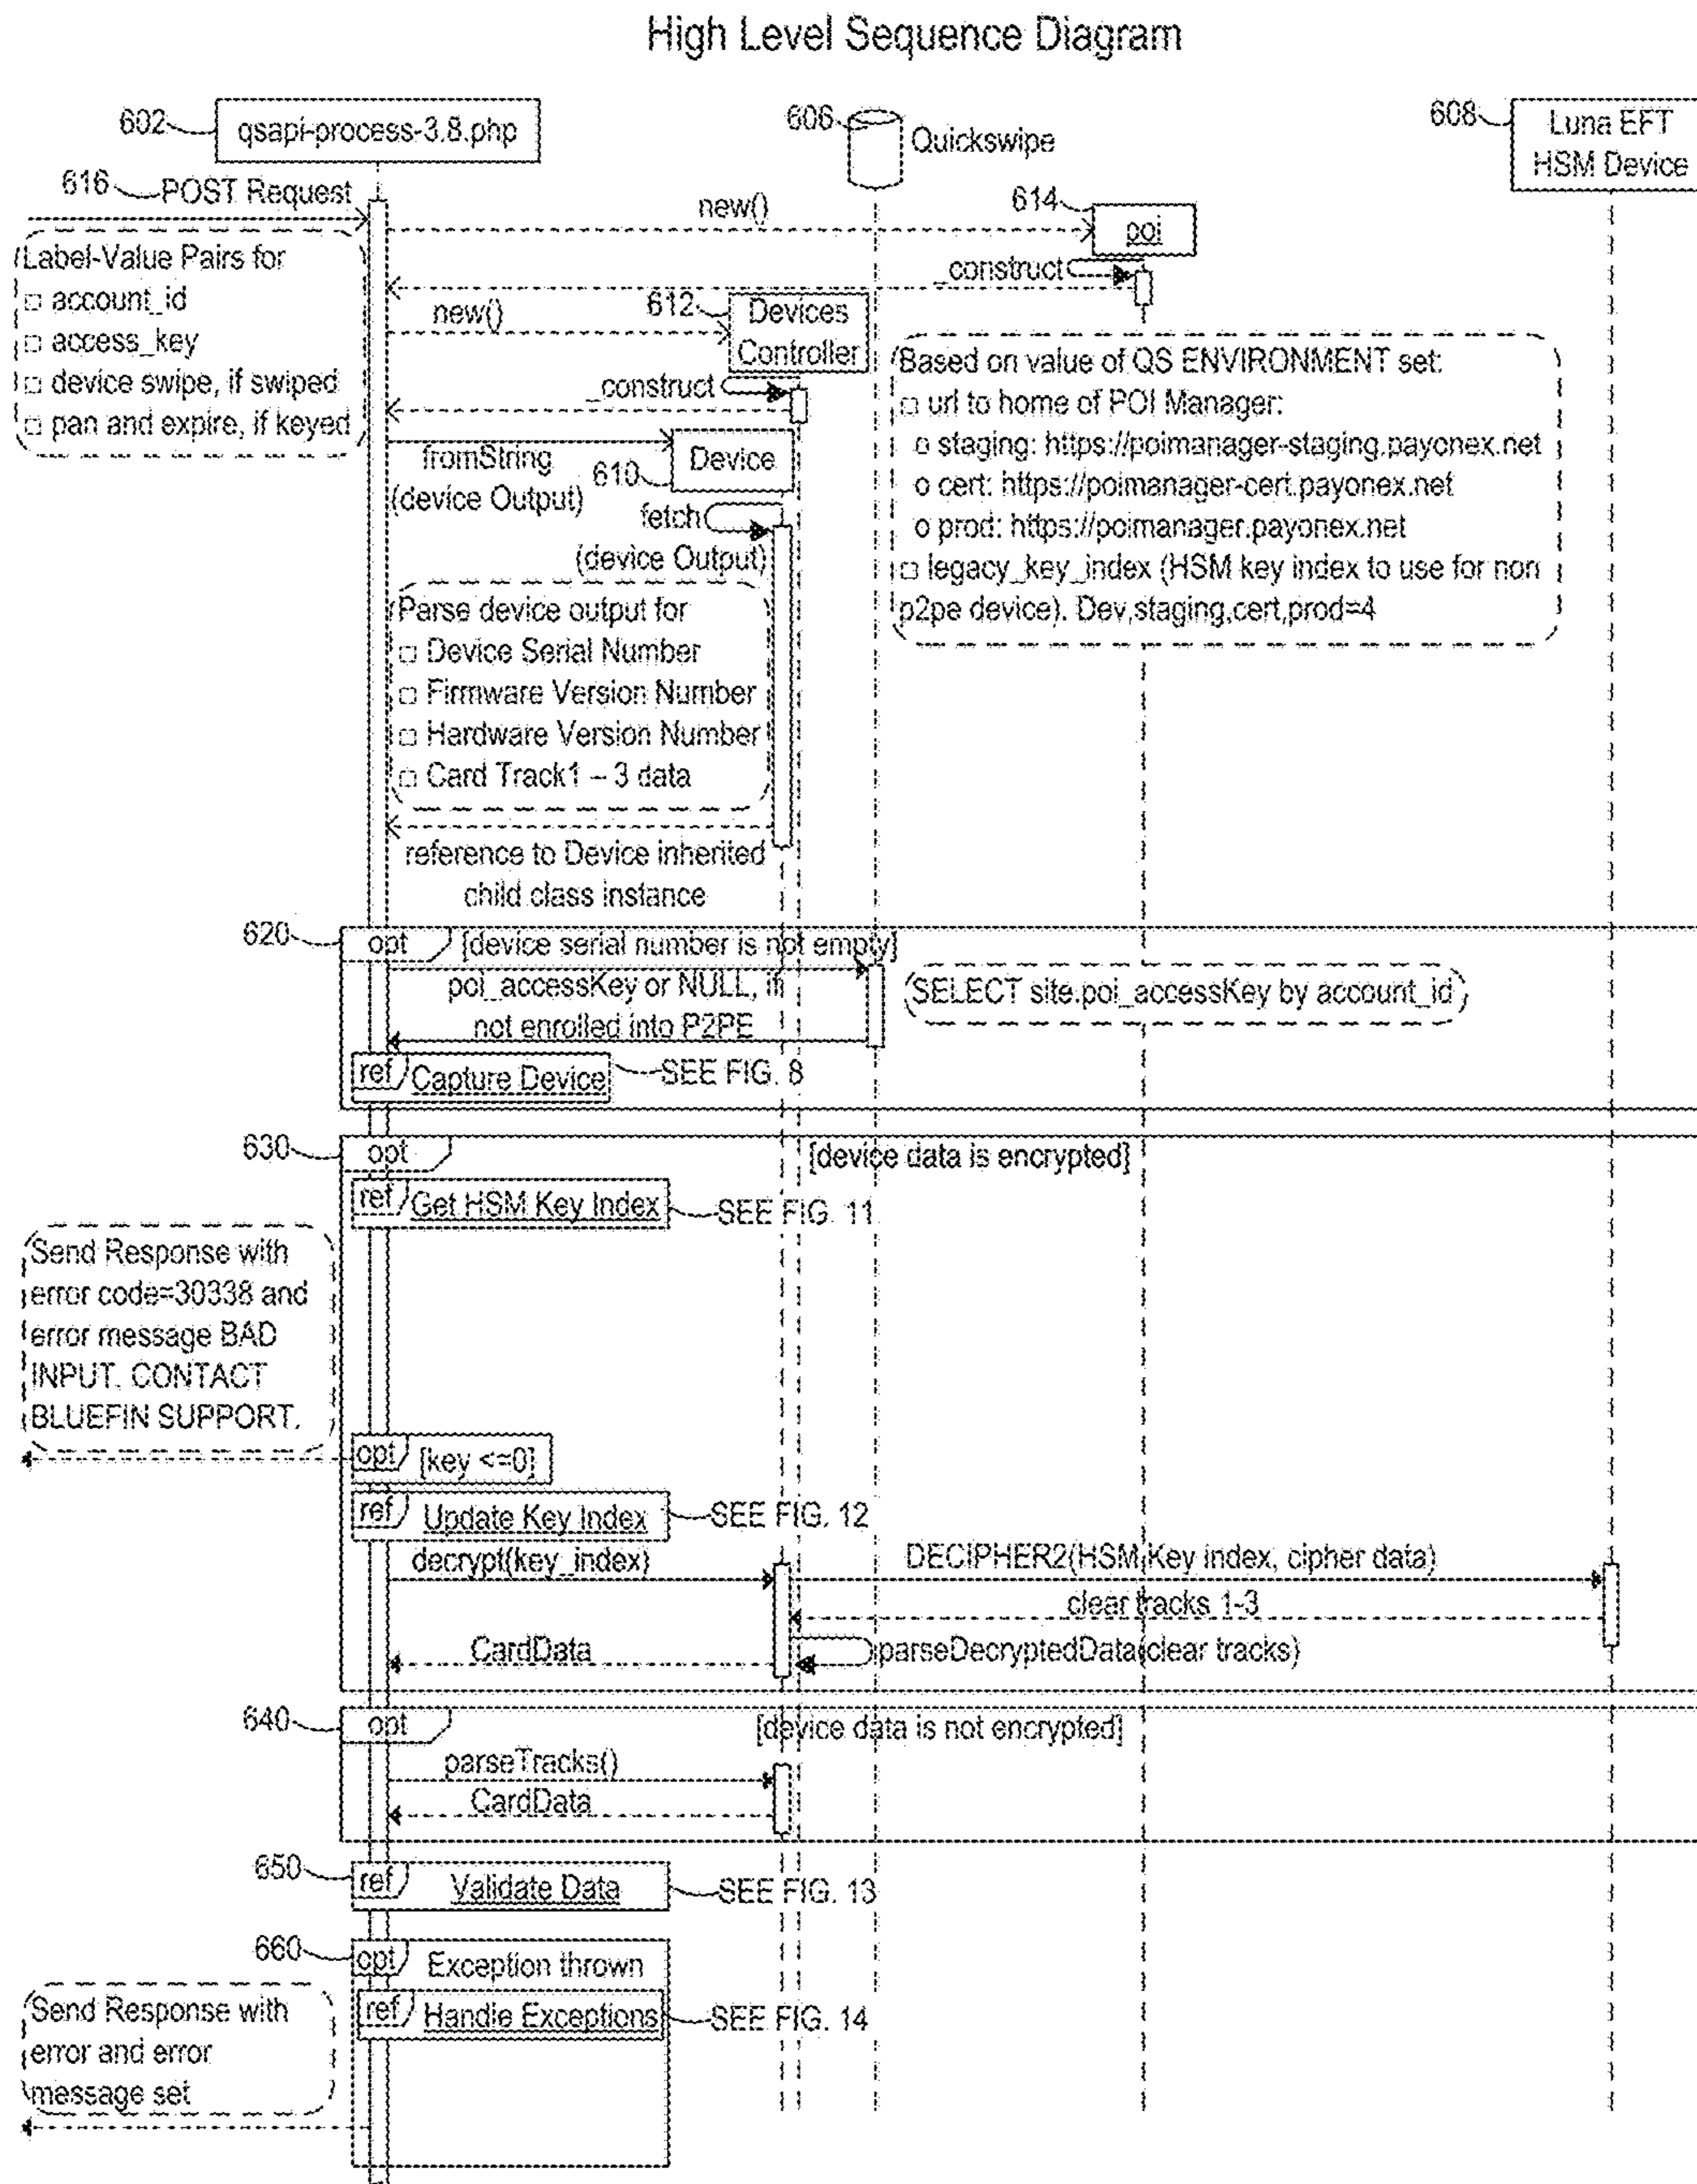 High Level Sequence Diagram
602
qsapi-process-3.8.php
606
Quickswipe
608
Luna EFT
HSM Device
616
POST Request
new()
614
poi
Label-Value Pairs for
□ account_id
□ access_key
□ device swipe, if swiped
□ pan and expire, if keyed
_construct
new()
612
Devices
Controller
_construct
Based on value of QS ENVIRONMENT set:
□ url to home of POI Manager:
o staging: https://poimanager-staging.payonex.net
o cert: https://poimanager-cert.payonex.net
o prod: https://poimanager.payonex.net
□ legacy_key_index (HSM key index to use for non
p2pe device). Dev,staging,cert,prod=4
fromString
(device Output)
610
Device
fetch
(device Output)
Parse device output for
□ Device Serial Number
□ Firmware Version Number
□ Hardware Version Number
□ Card Track1 – 3 data
reference to Device inherited
child class instance
620
opt
[device serial number is not empty]
poi_accessKey or NULL, if
not enrolled into P2PE
SELECT site.poi_accessKey by account_id
ref
Capture Device
SEE FIG. 8
630
opt
[device data is encrypted]
ref
Get HSM Key Index
SEE FIG. 11
Send Response with
error code=30338 and
error message BAD
INPUT. CONTACT
BLUEFIN SUPPORT.
opt
[key <=0]
ref
Update Key Index
SEE FIG. 12
decrypt(key_index)
DECIPHER2(HSM Key index, cipher data)
clear tracks 1-3
CardData
parseDecryptedData(clear tracks)
640
opt
[device data is not encrypted]
parseTracks()
CardData
650
ref
Validate Data
SEE FIG. 13
660
opt
Exception thrown
ref
Handle Exceptions
SEE FIG. 14
Send Response with
error and error
message set